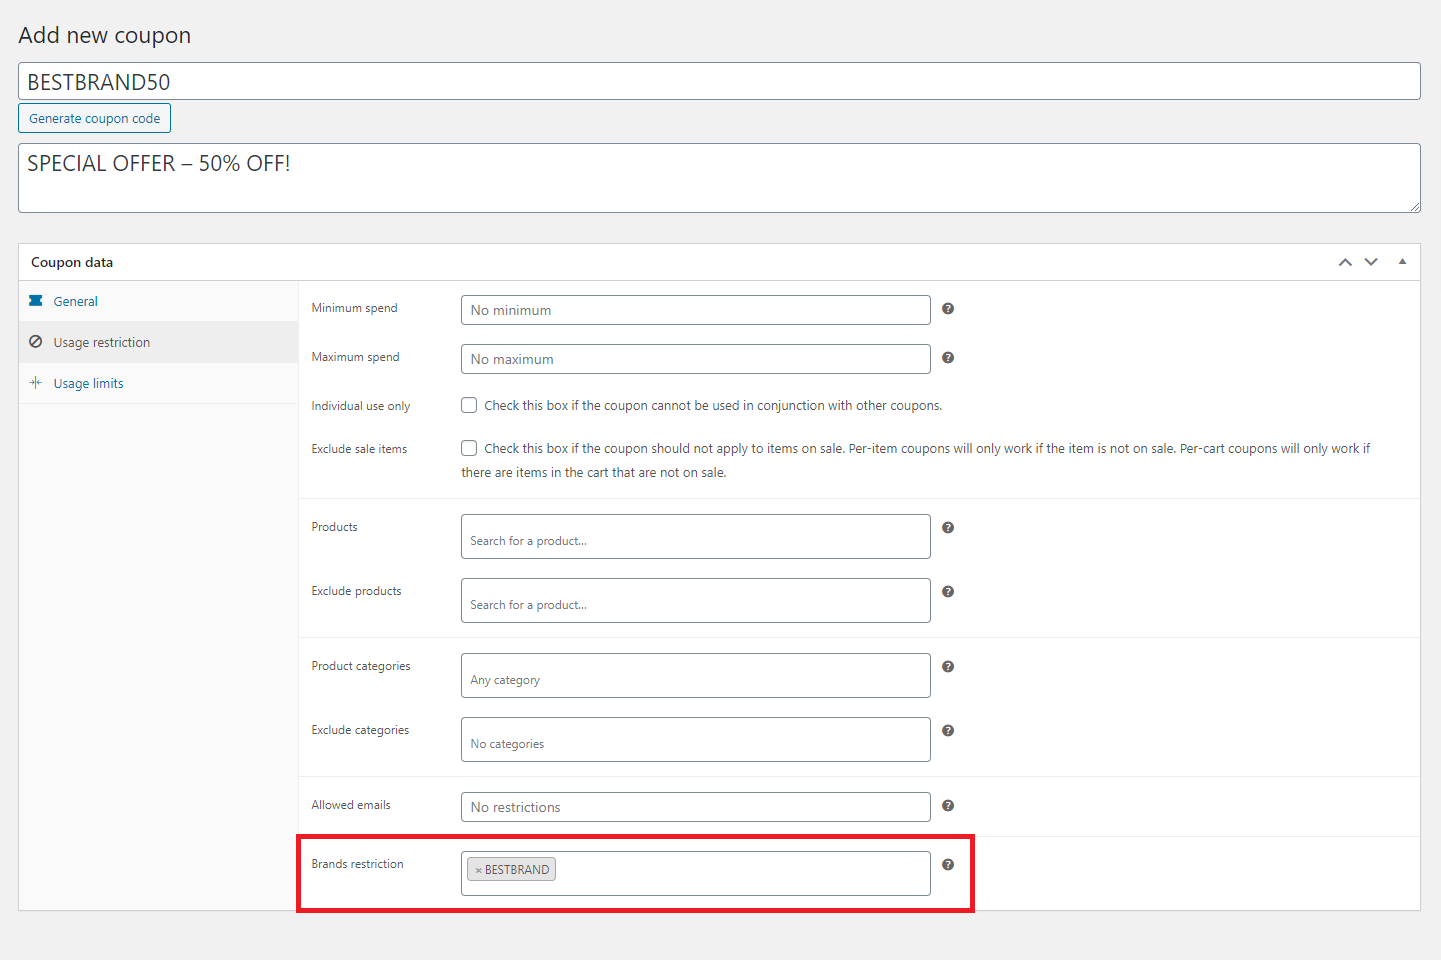 Add new coupon
BESTBRAND50
Generate coupon code
SPECIAL OFFER – 50% OFF!
Coupon data
General
Usage restriction
Usage limits
Minimum spend
No minimum
Maximum spend
No maximum
Individual use only
Check this box if the coupon cannot be used in conjunction with other coupons.
Exclude sale items
Check this box if the coupon should not apply to items on sale. Per-item coupons will only work if the item is not on sale. Per-cart coupons will only work if
there are items in the cart that are not on sale.
Products
Search for a product...
Exclude products
Search for a product...
Product categories
Any category
Exclude categories
No categories
Allowed emails
No restrictions
Brands restriction
× BESTBRAND